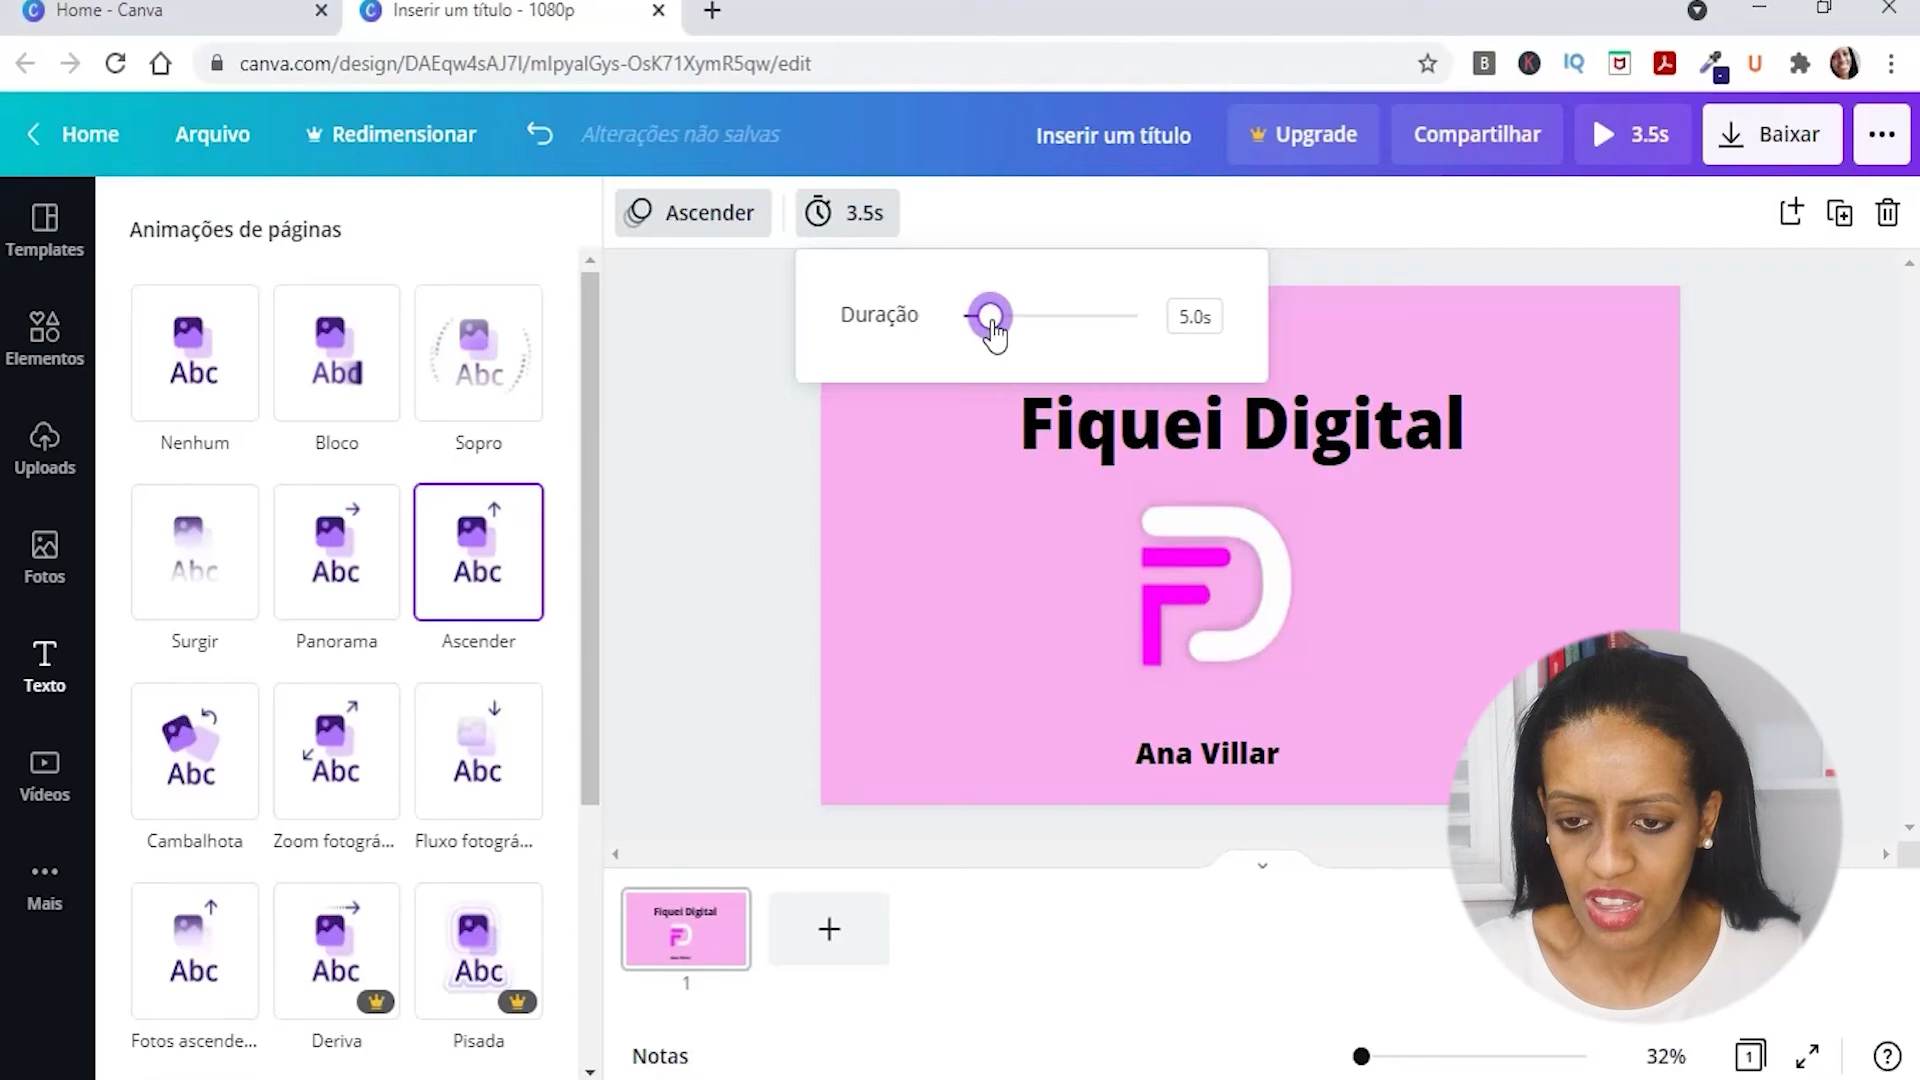 Home - Canva
Inserir um título - 1080p
canva.com/design/DAEqw4sAJ7I/mIpyalGys-OsK71XymR5qw/edit
Home
Arquivo
Redimensionar
Alterações não salvas
Inserir um título
Upgrade
Compartilhar
3.5s
Baixar
Templates
Elementos
Uploads
Fotos
Texto
Vídeos
Mais
Animações de páginas
Abc
Abc
Abc
Nenhum
Bloco
Sopro
Abc
Abc
Abc
Surgir
Panorama
Ascender
Abc
Abc
Abc
Cambalhota
Zoom fotográ...
Fluxo fotográ...
Abc
Abc
Abc
Fotos ascende...
Deriva
Pisada
Ascender
3.5s
Duração
5.0s
Fiquei Digital
Ana Villar
Fiquei Digital
1
Notas
32%
1